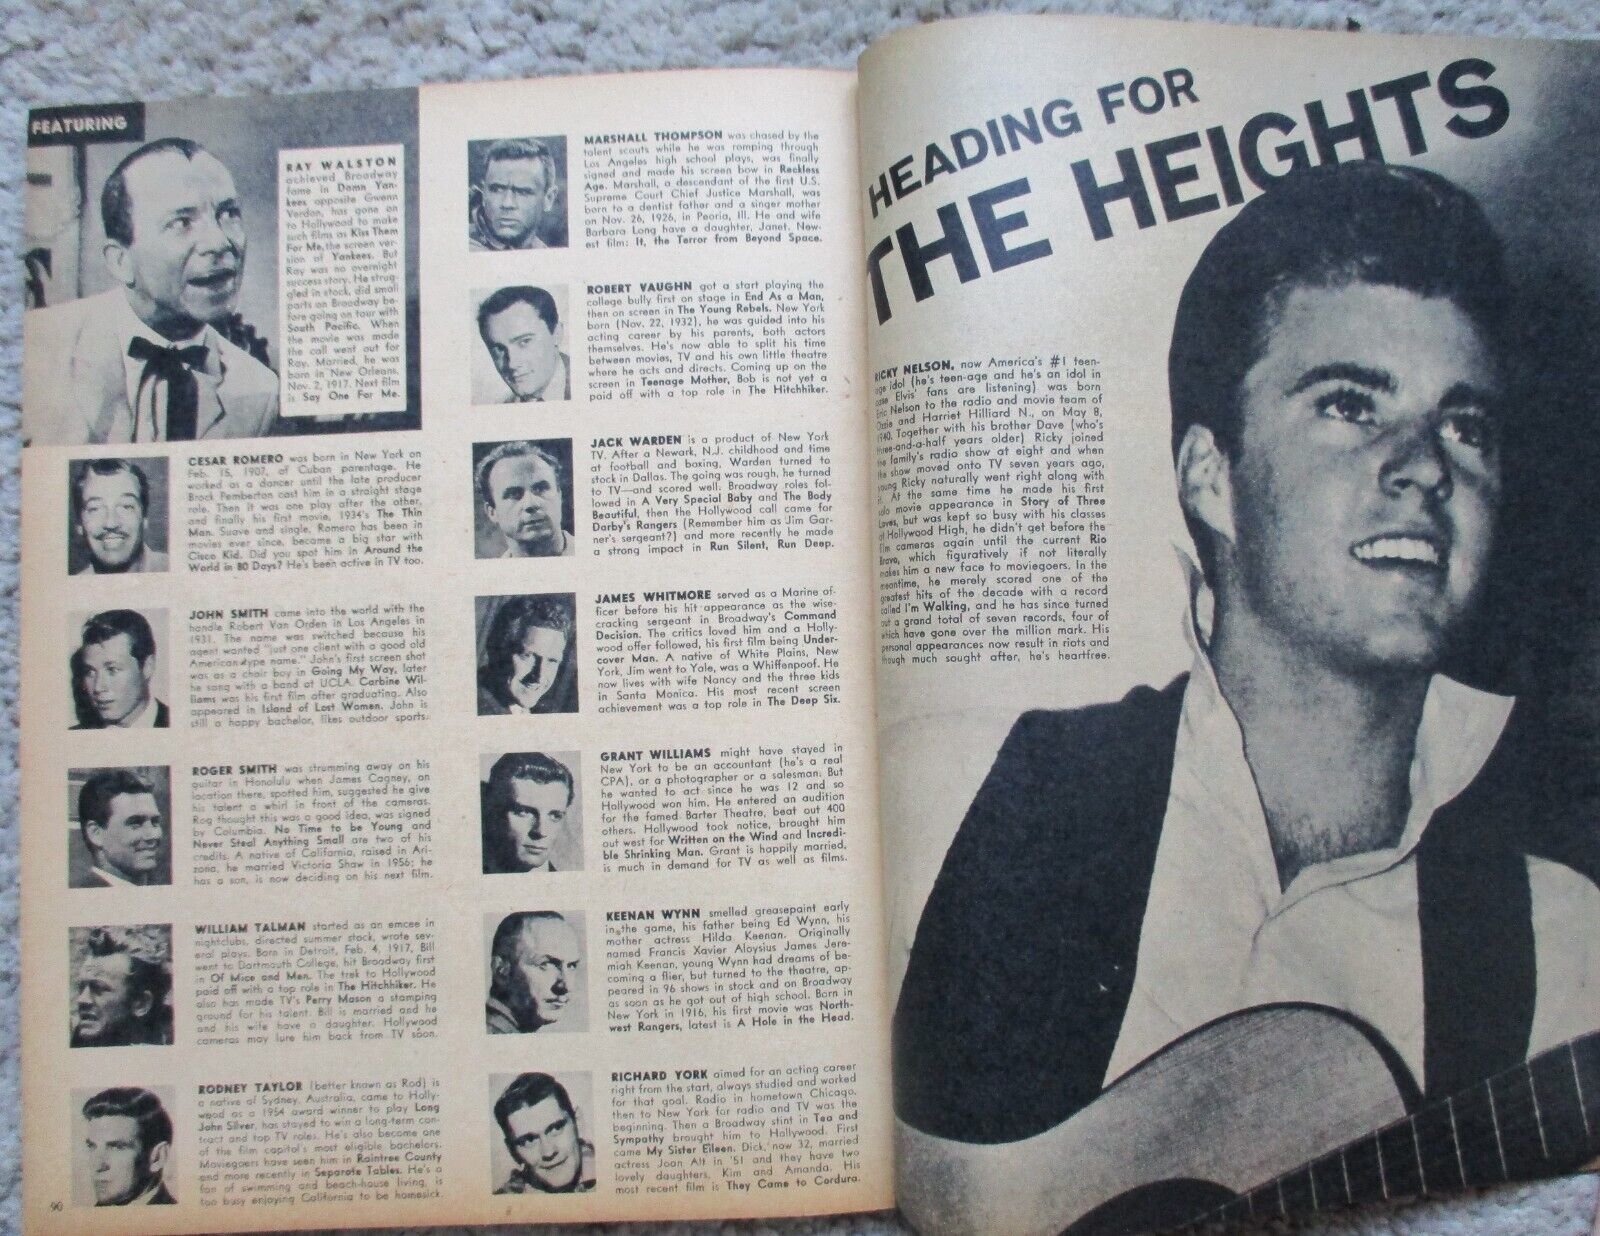 FEATURING
RAY WALSTON
achieved Broadway
fame in Damn Yan-
kees opposite Gwenn
Verdon, has gone on
to Hollywood to make
such films as Kiss Them
For Me, the screen ver-
sion of Yankees. But
Ray was no overnight
success story. He strug-
gled in stock, did small
parts on Broadway be-
fore going on tour with
South Pacific. When
the movie was made
the call went out for
Ray. Married, he was
born in New Orleans,
Nov. 2, 1917. Next film
is Say One For Me.
CESAR ROMERO was born in New York on
Feb. 15, 1907, of Cuban parentage. He
worked as a dancer until the late producer
Brock Pemberton cast him in a straight stage
role. Then it was one play after the other,
and finally his first movie, 1934's The Thin
Man. Suave and single, Romero has been in
movies ever since, became a big star with
Cisco Kid. Did you spot him in Around the
World in 80 Days? He's been active in TV too.
JOHN SMITH came into the world with the
handle Robert Van Orden in Los Angeles in
1931. The name was switched because his
agent wanted "just one client with a good old
American-type name." John's first screen shot
was as a choir boy in Going My Way, later
he sang with a band at UCLA. Carbine Wil-
liams was his first film after graduating. Also
appeared in Island of Lost Women. John is
still a happy bachelor, likes outdoor sports.
ROGER SMITH was strumming away on his
guitar in Honolulu when James Cagney, on
location there, spotted him, suggested he give
his talent a whirl in front of the cameras.
Rog thought this was a good idea, was signed
by Columbia. No Time to be Young and
Never Steal Anything Small are two of his
credits. A native of California, raised in Ari-
zona, he married Victoria Shaw in 1956; he
has a son, is now deciding on his next film.
WILLIAM TALMAN started as an emcee in
nightclubs, directed summer stock, wrote sev-
eral plays. Born in Detroit, Feb. 4, 1917, Bill
went to Dartmouth College, hit Broadway first
in Of Mice and Men. The trek to Hollywood
paid off with a top role in The Hitchhiker. He
also has made TV's Perry Mason a stamping
ground for his talent. Bill is married and he
and his wife have a daughter. Hollywood
cameras may lure him back from TV soon.
RODNEY TAYLOR (better known as Rod) is
a native of Sydney, Australia, came to Holly-
wood as a 1954 award winner to play Long
John Silver, has stayed to win a long-term con-
tract and top TV roles. He's also become one
of the film capitol's most eligible bachelors.
Moviegoers have seen him in Raintree County
and more recently in Separate Tables. He's a
fan of swimming and beach-house living, is
too busy enjoying California to be homesick.
90
MARSHALL THOMPSON was chased by the
talent scouts while he was romping through
Los Angeles high school plays, was finally
signed and made his screen bow in Reckless
Age. Marshall, a descendant of the first U.S.
Supreme Court Chief Justice Marshall, was
born to a dentist father and a singer mother
on Nov. 26, 1926, in Peoria, Ill. He and wife
Barbara Long have a daughter, Janet. New-
est film: It, the Terror from Beyond Space.
ROBERT VAUGHN got a start playing the
college bully first on stage in End As a Man,
then on screen in The Young Rebels. New York
born (Nov. 22, 1932), he was guided into his
acting career by his parents, both actors
themselves. He's now able to split his time
between movies, TV and his own little theatre
where he acts and directs. Coming up on the
screen in Teenage Mother, Bob is not yet a
paid off with a top role in The Hitchhiker.
JACK WARDEN is a product of New York
TV. After a Newark, N.J. childhood and time
at football and boxing, Warden turned to
stock in Dallas. The going was rough, he turned
to TV—and scored well. Broadway roles fol-
lowed in A Very Special Baby and The Body
Beautiful, then the Hollywood call came for
Darby's Rangers (Remember him as Jim Gar-
ner's sergeant?) and more recently he made
a strong impact in Run Silent, Run Deep.
JAMES WHITMORE served as a Marine of-
ficer before his hit appearance as the wise-
cracking sergeant in Broadway's Command
Decision. The critics loved him and a Holly-
wood offer followed, his first film being Under-
cover Man. A native of White Plains, New
York, Jim went to Yale, was a Whiffenpoof. He
now lives with wife Nancy and the three kids
in Santa Monica. His most recent screen
achievement was a top role in The Deep Six.
GRANT WILLIAMS might have stayed in
New York to be an accountant (he's a real
CPA), or a photographer or a salesman. But
he wanted to act since he was 12 and so
Hollywood won him. He entered an audition
for the famed Barter Theatre, beat out 400
others. Hollywood took notice, brought him
out west for Written on the Wind and Incredi-
ble Shrinking Man. Grant is happily married,
is much in demand for TV as well as films.
KEENAN WYNN smelled greasepaint early
in the game, his father being Ed Wynn, his
mother actress Hilda Keenan. Originally
named Francis Xavier Aloysius James Jere-
miah Keenan, young Wynn had dreams of be-
coming a flier, but turned to the theatre, ap-
peared in 96 shows in stock and on Broadway
as soon as he got out of high school. Born in
New York in 1916, his first movie was North-
west Rangers, latest is A Hole in the Head.
RICHARD YORK aimed for an acting career
right from the start, always studied and worked
for that goal. Radio in hometown Chicago,
then to New York for radio and TV was the
beginning. Then a Broadway stint in Tea and
Sympathy brought him to Hollywood. First
came My Sister Eileen. Dick, now 32, married
actress Joan Alt in '51 and they have two
lovely daughters, Kim and Amanda. His
most recent film is They Came to Cordura.
HEADING FOR
THE HEIGHTS
RICKY NELSON, now America's #1 teen-
age idol (he's teen-age and he's an idol in
case Elvis' fans are listening) was born
Eric Nelson to the radio and movie team of
Ozzie and Harriet Hilliard N., on May 8,
1940. Together with his brother Dave (who's
three-and-a-half years older) Ricky joined
the family's radio show at eight and when
the show moved onto TV seven years ago,
young Ricky naturally went right along with
it. At the same time he made his first
solo movie appearance in Story of Three
Loves, but was kept so busy with his classes
at Hollywood High, he didn't get before the
film cameras again until the current Rio
Bravo, which figuratively if not literally
makes him a new face to moviegoers. In the
meantime, he merely scored one of the
greatest hits of the decade with a record
called I'm Walking, and he has since turned
out a grand total of seven records, four of
which have gone over the million mark. His
personal appearances now result in riots and
though much sought after, he's heartfree.